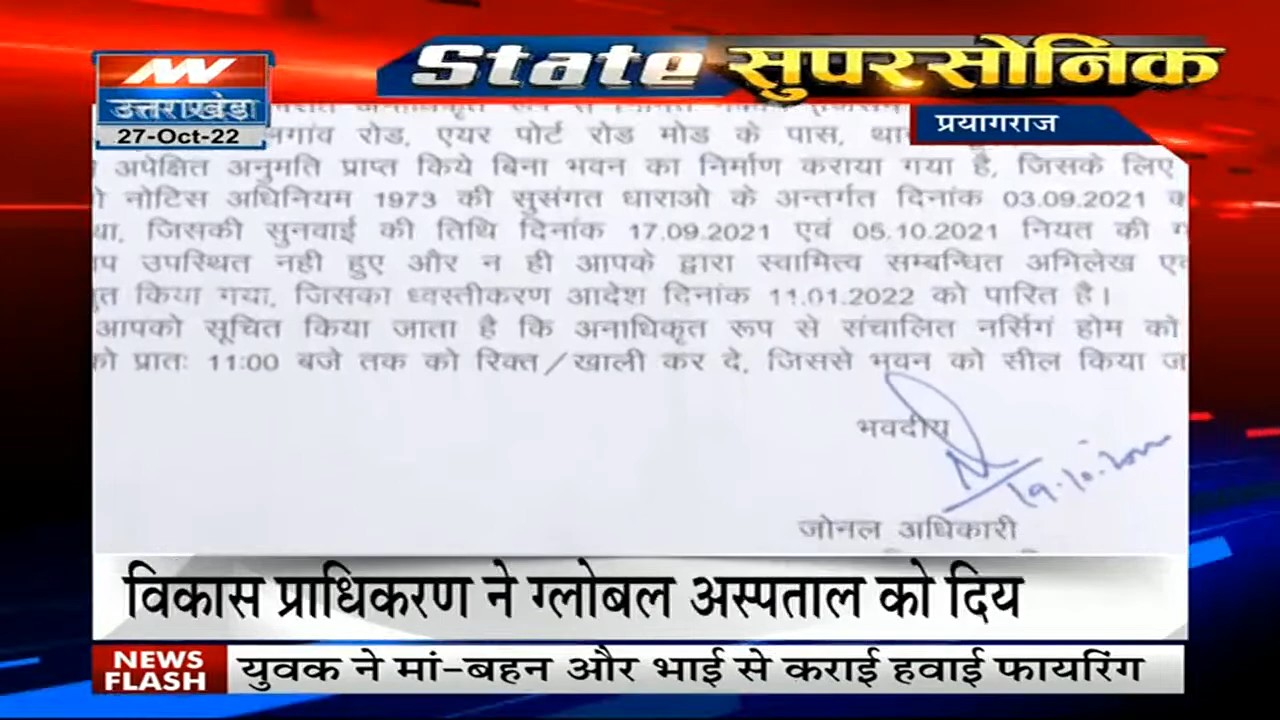 State सुपरसोनिक
उत्तराखंड
27-Oct-22
प्रयागराज
रोड, एयर पोर्ट रोड मोड के पास,
अपेक्षित अनुमति प्राप्त किये बिना भवन का निर्माण कराया गया है, जिसके लिए
नोटिस अधिनियम 1973 की सुसंगत धाराओ के अन्तर्गत दिनांक 03.09.2021
जिसकी सुनवाई की तिथि दिनांक 17.09.2021 एवं 05.10.2021 नियत की
उपस्थित नही हुए और न ही आपके द्वारा स्वामित्व सम्बन्धित अभिलेख
किया गया, जिसका ध्वस्तीकरण आदेश दिनांक 11.01.2022 को पारित है।
आपको सूचित किया जाता है कि अनाधिकृत रूप से संचालित नर्सिगं होम को
प्रातः 11:00 बजे तक को रिक्त/खाली कर दे, जिससे भवन को सील किया
भवदीय
जोनल अधिकारी
विकास प्राधिकरण ने ग्लोबल अस्पताल को दिय
NEWS FLASH युवक ने मां-बहन और भाई से कराई हवाई फायरिंग